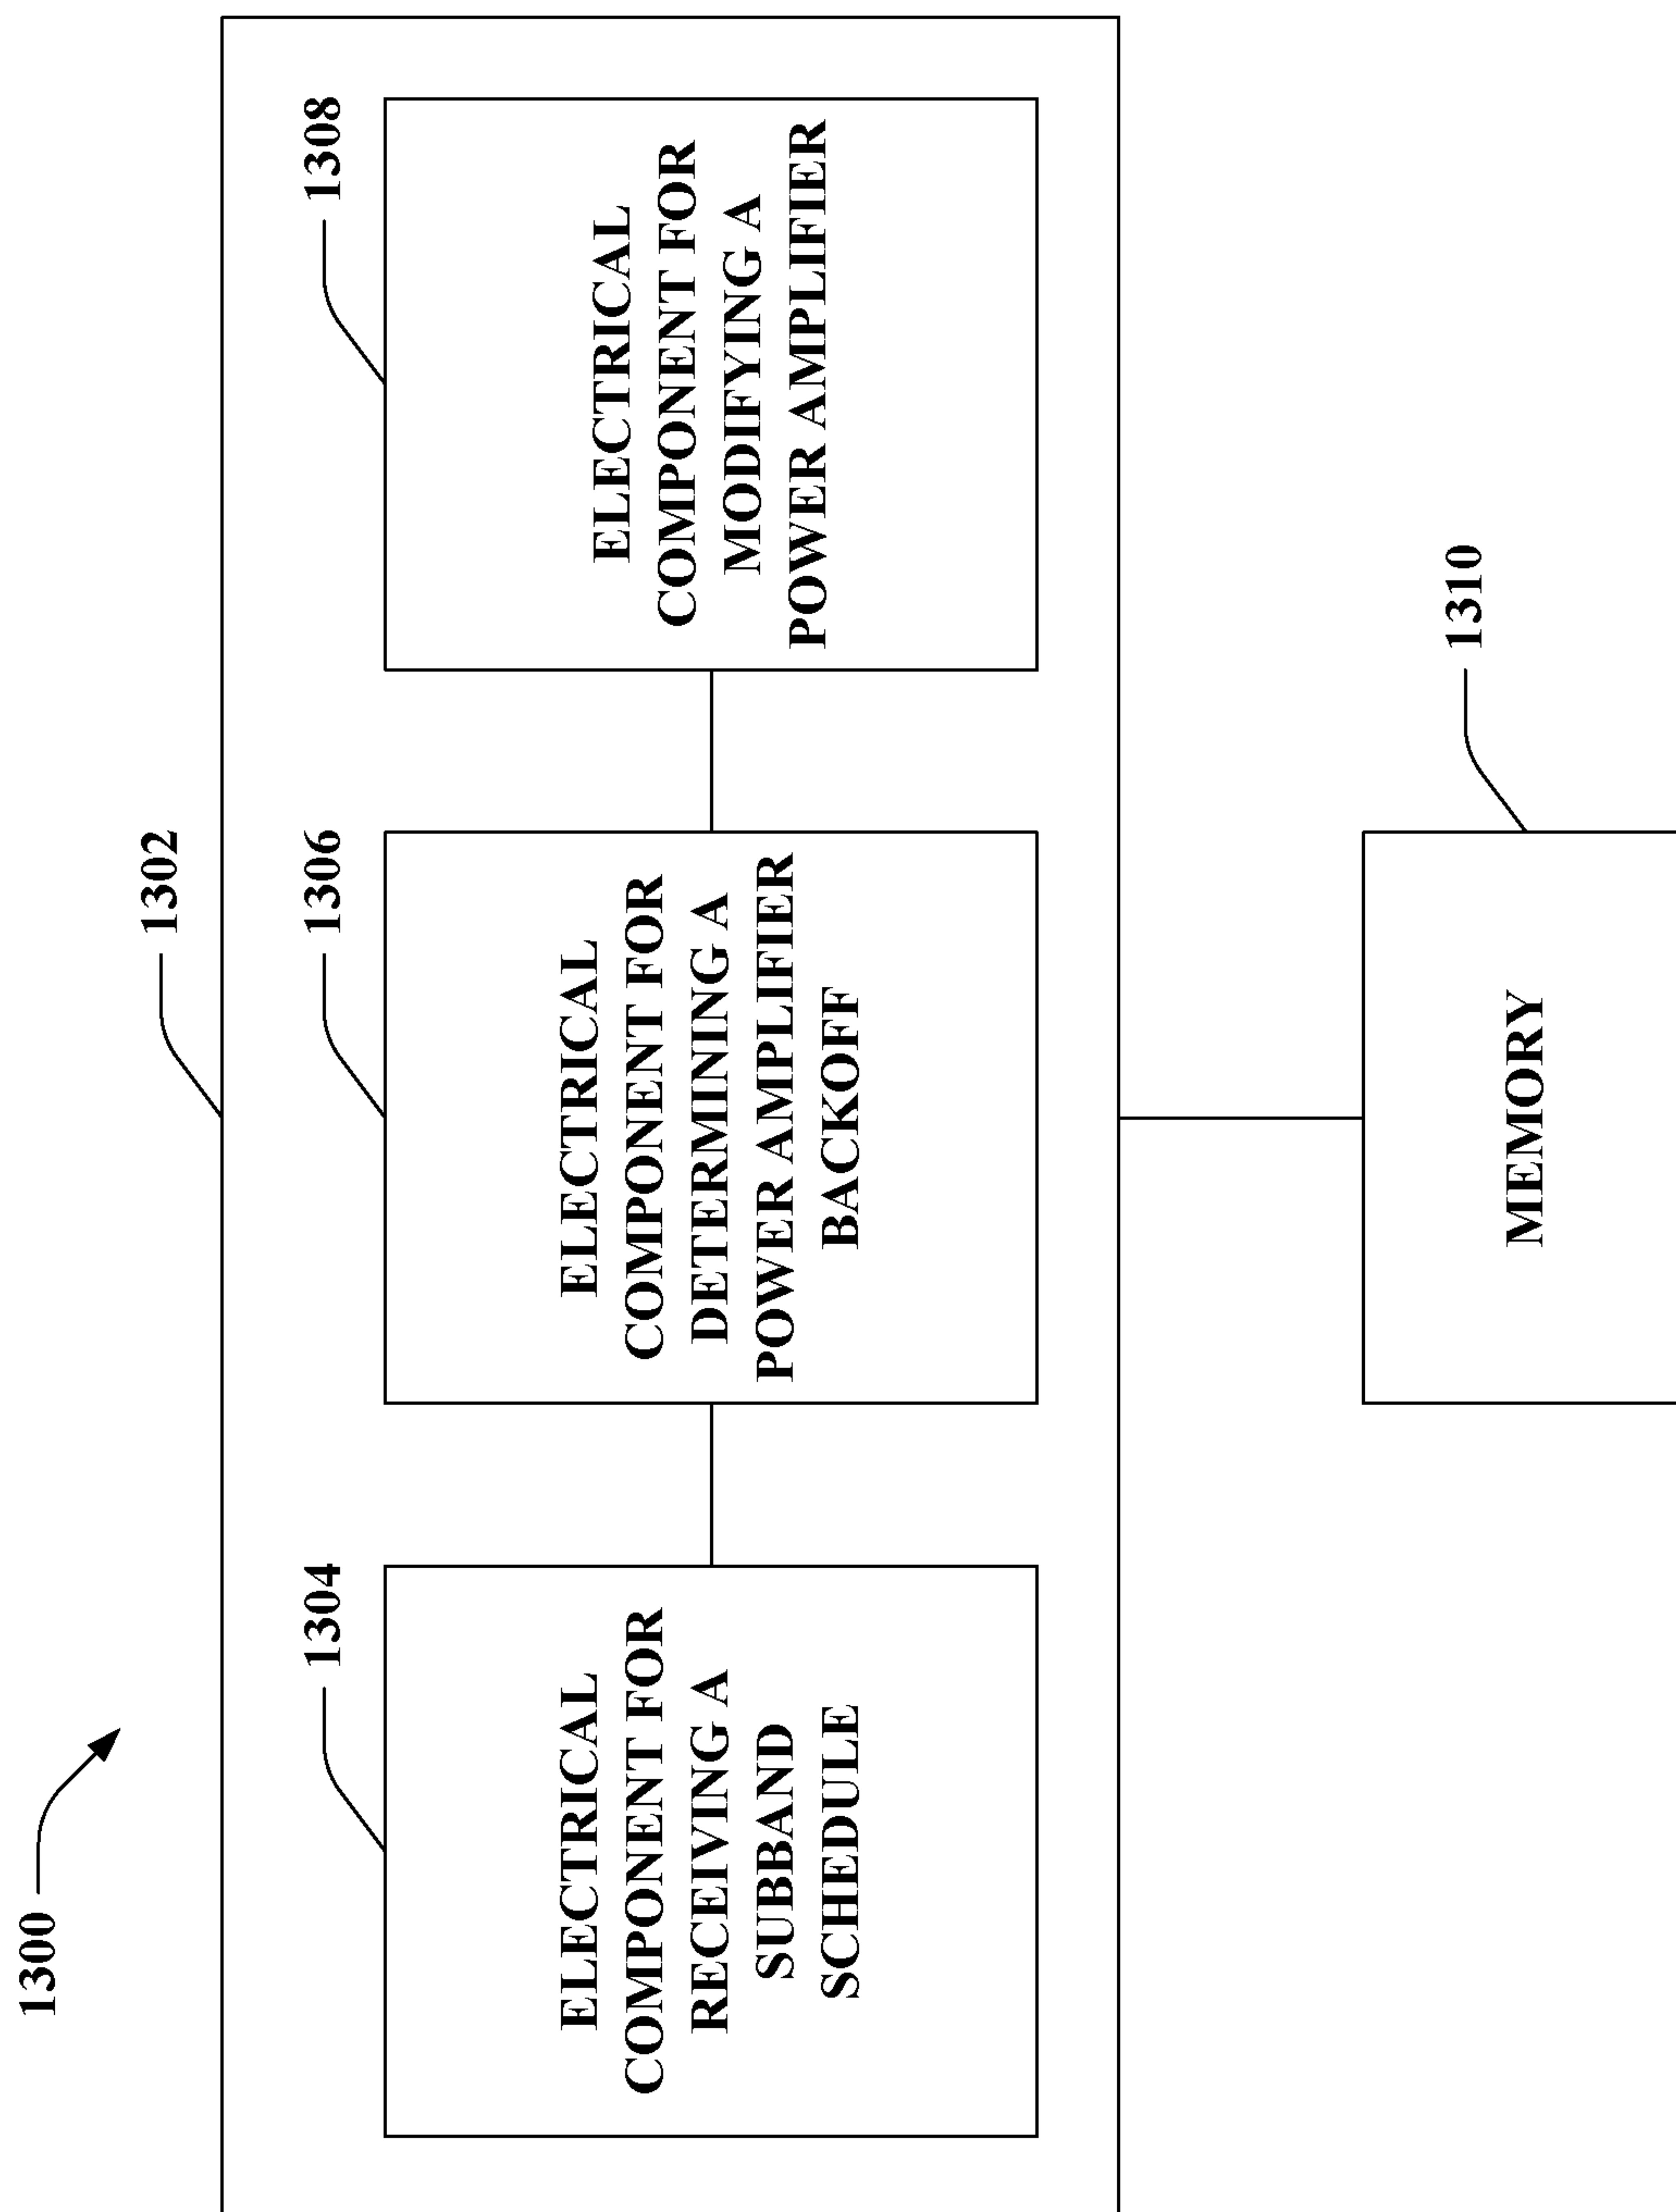 1300
1302
1304
ELECTRICAL
COMPONENT FOR
RECEIVING A
SUBBAND
SCHEDULE
1306
ELECTRICAL
COMPONENT FOR
DETERMINING A
POWER AMPLIFIER
BACKOFF
1308
ELECTRICAL
COMPONENT FOR
MODIFYING A
POWER AMPLIFIER
1310
MEMORY